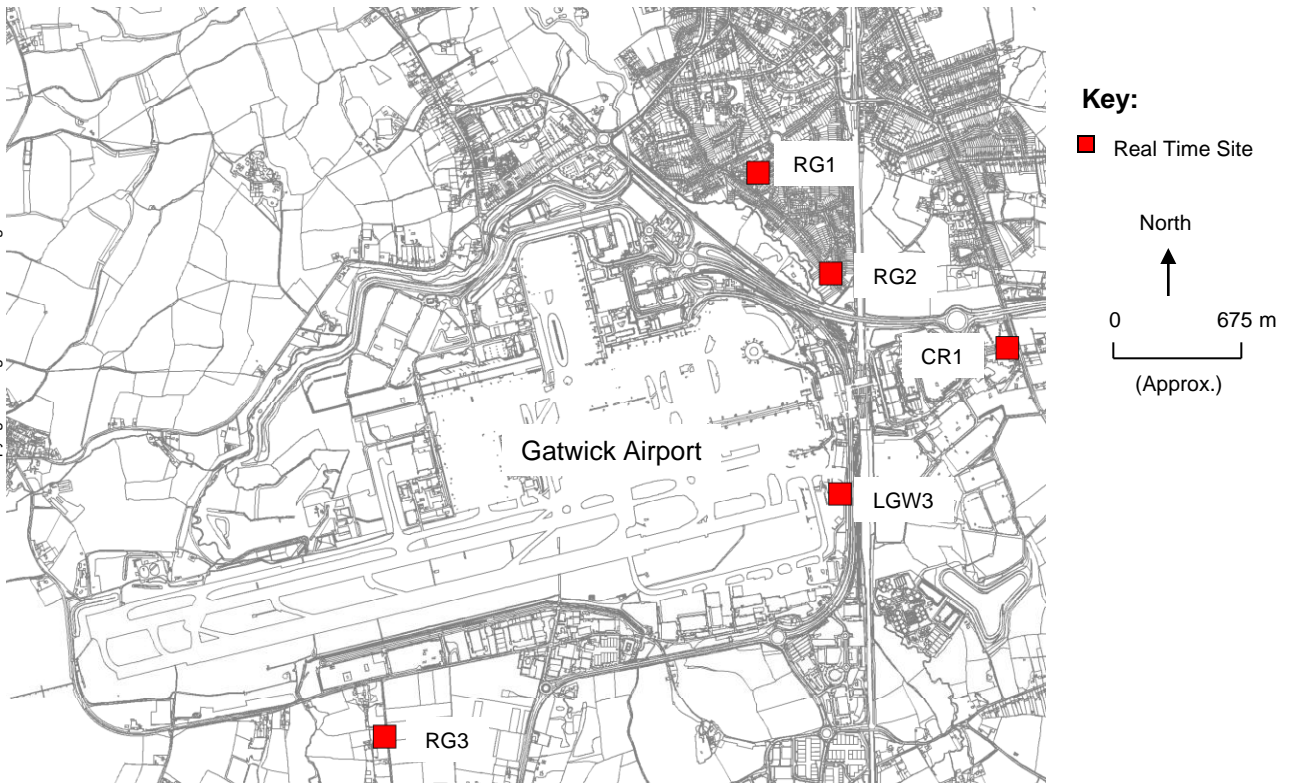 Key:
Real Time Site
North
0 675 m
(Approx.)
RG1
RG2
CR1
Gatwick Airport
LGW3
RG3